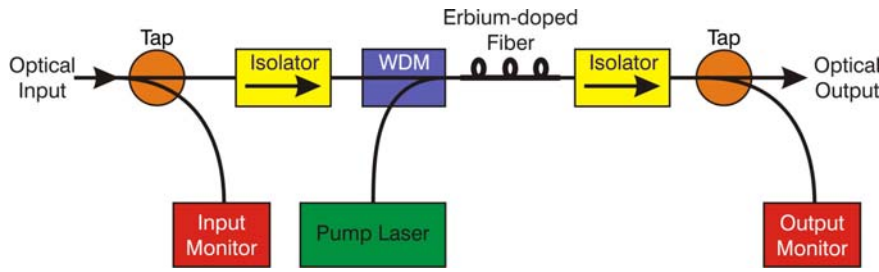 Optical
Input
Tap
Isolator
WDM
Erbium-doped
Fiber
Isolator
Tap
Optical
Output
Input
Monitor
Pump Laser
Output
Monitor